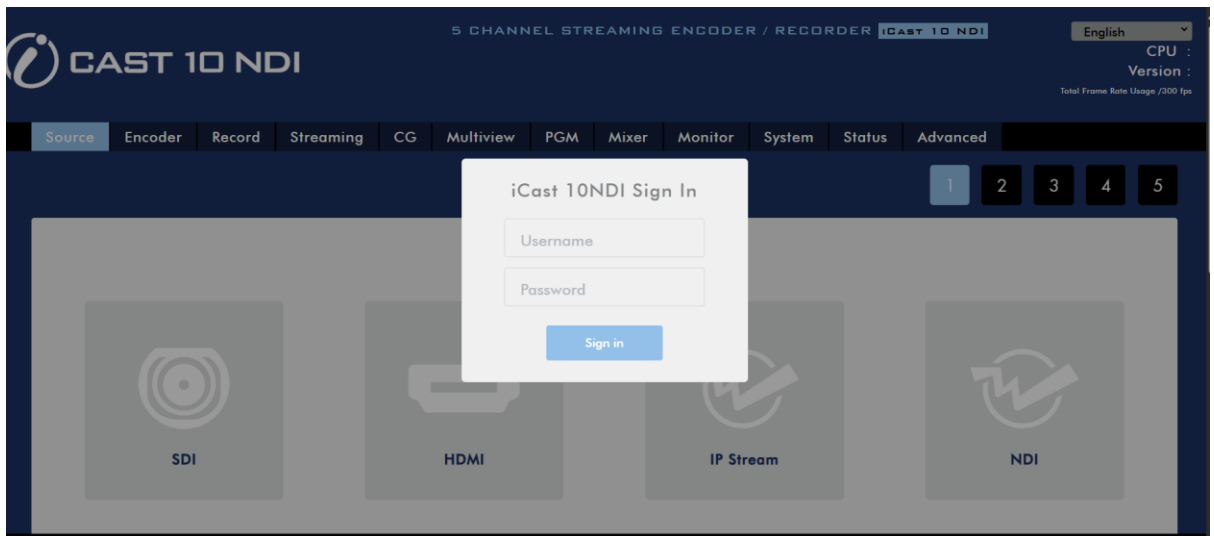 5 CHANNEL STREAMING ENCODER / RECORDER iCAST 10 NDI
English
iCAST 10 NDI
CPU :
Version :
Total Frame Rate Usage /300 fps
Source Encoder Record Streaming CG Multiview PGM Mixer Monitor System Status Advanced
1 2 3 4 5
iCast 10NDI Sign In
Username
Password
Sign in
SDI HDMI IP Stream NDI